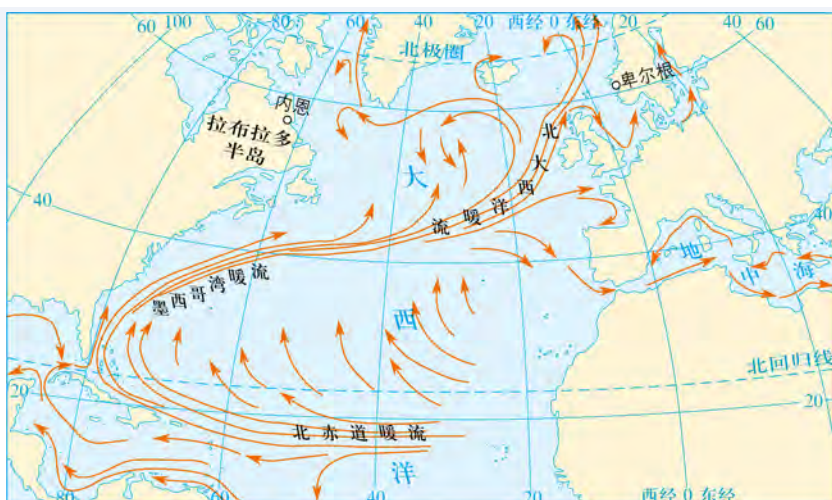 60
100
80
60
40
20
西经 0 东经
20
40
60
北极圈
内恩
卑尔根
拉布拉多
半岛
北大西洋暖流
大
40
40
地中海
墨西哥湾暖流
西
北回归线
20
20
北赤道暖流
洋
80
60
40
20
西经 0 东经